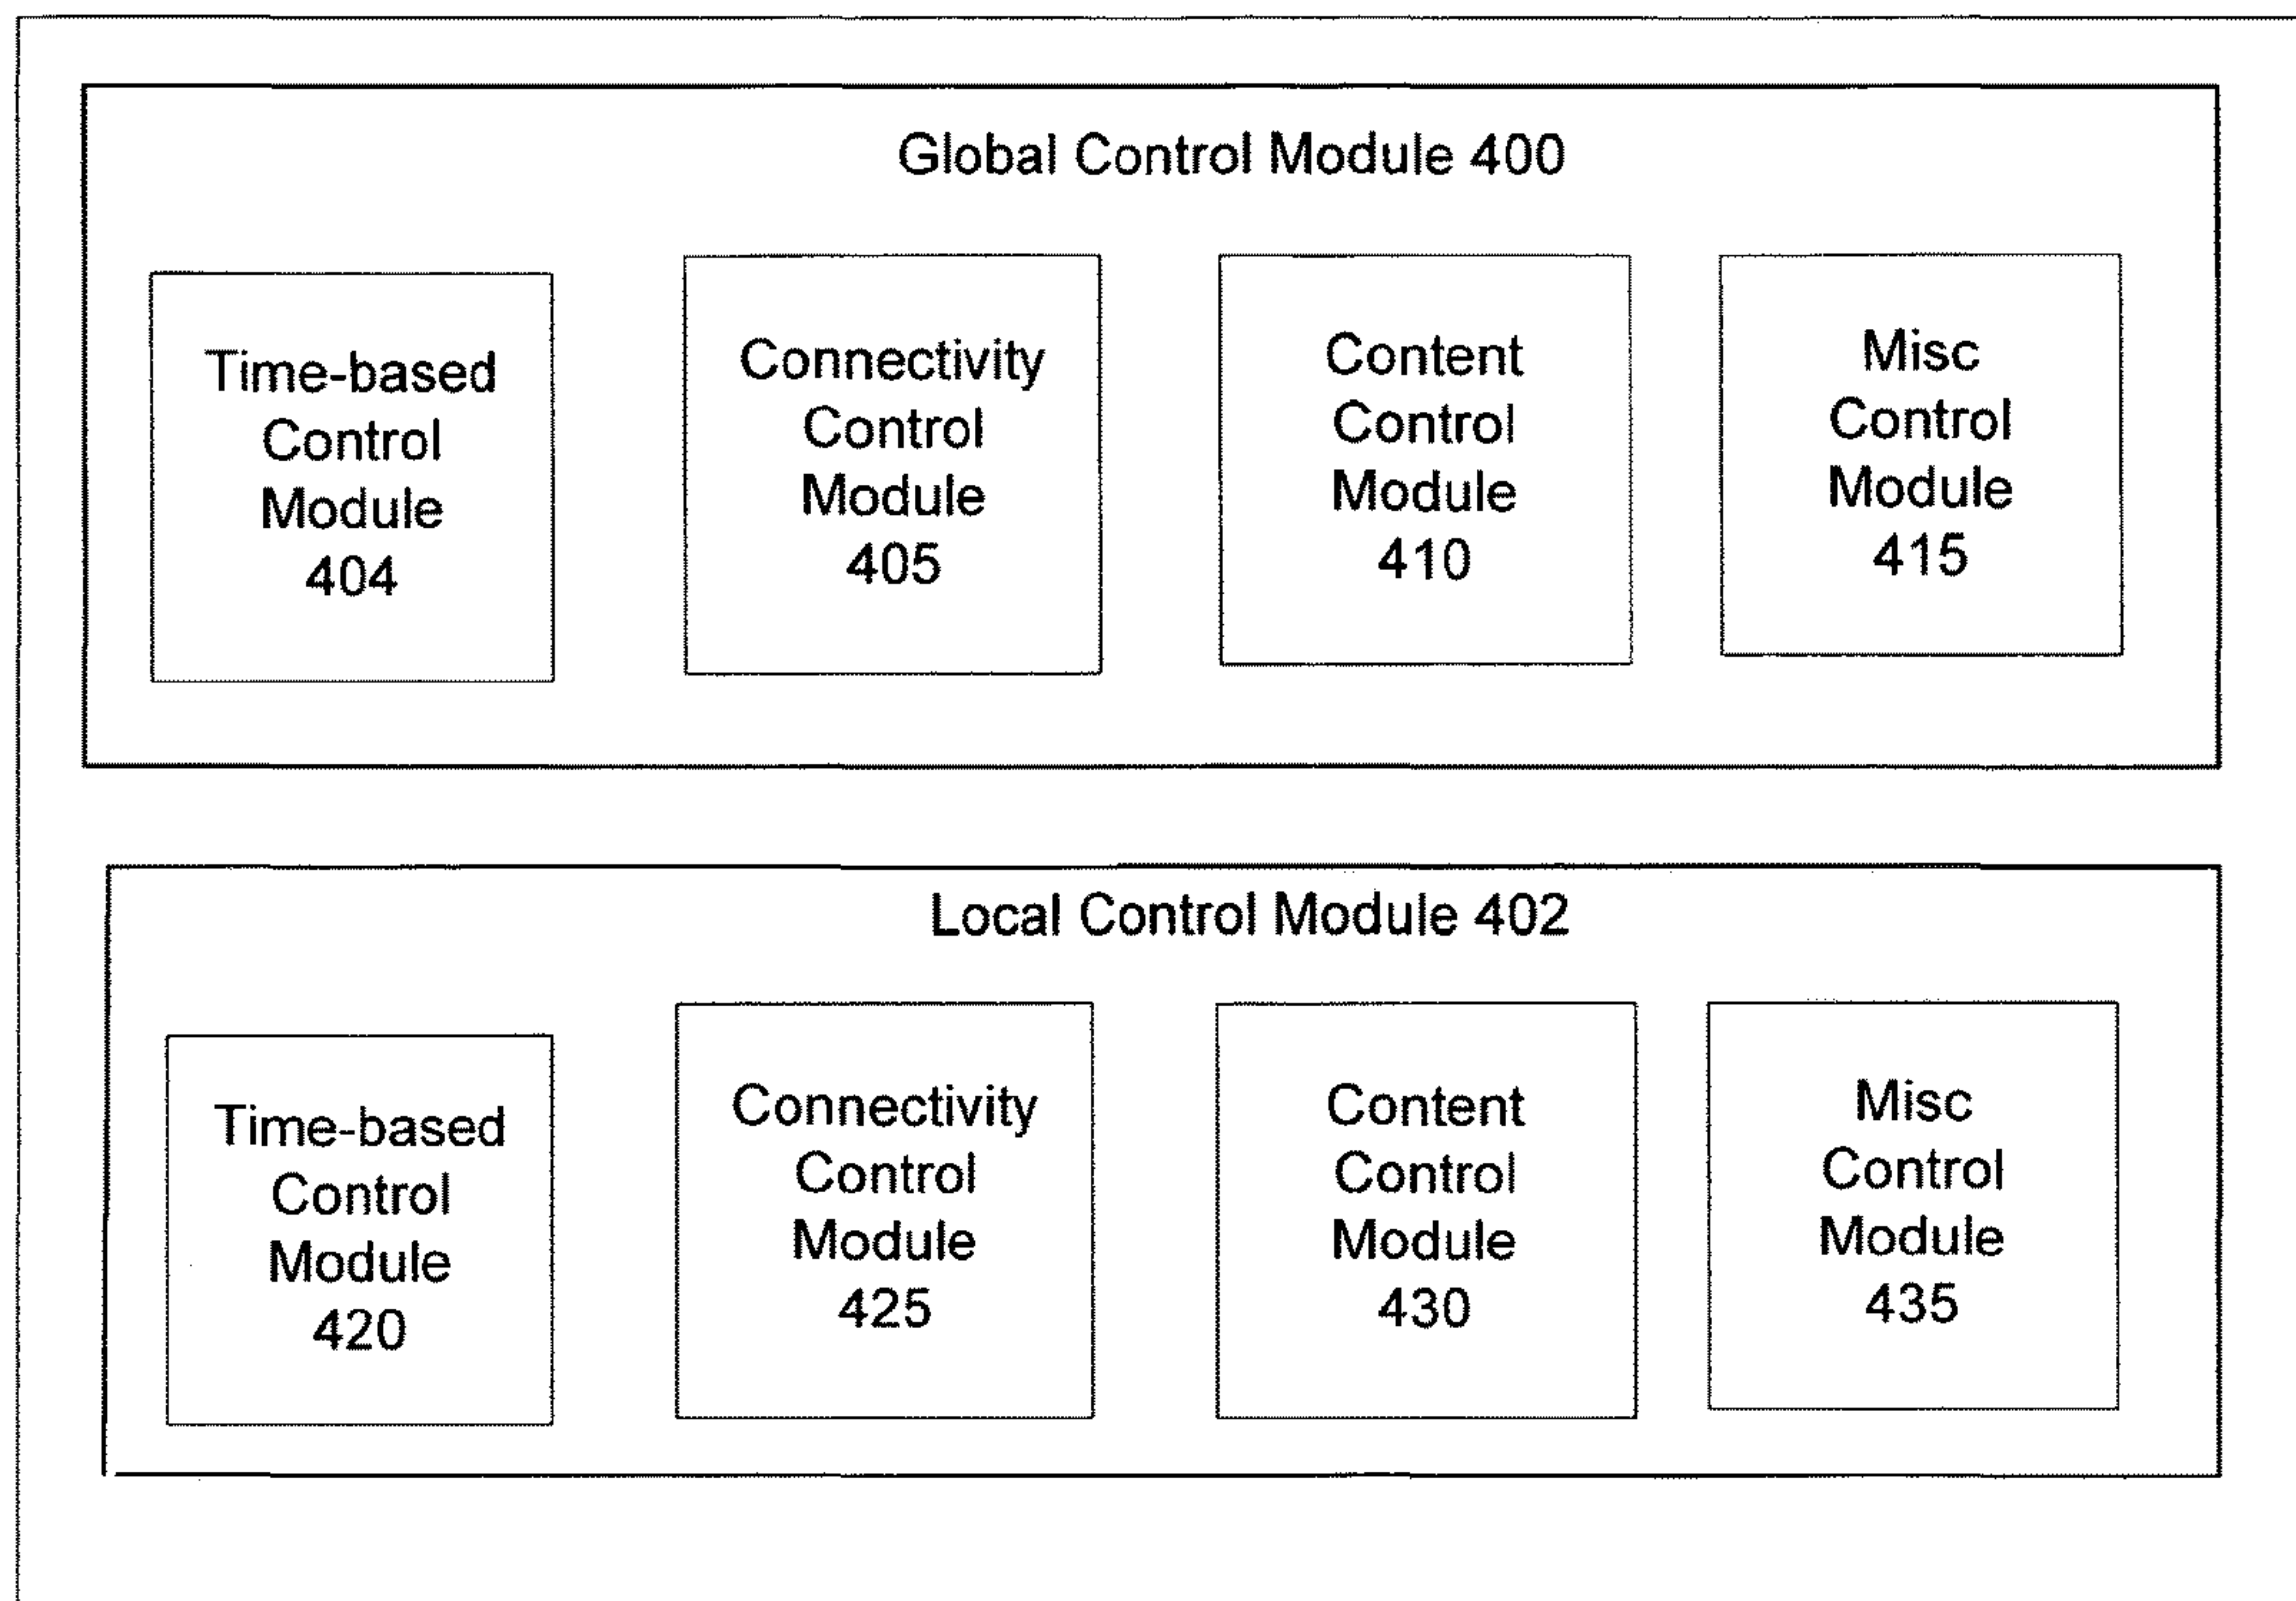 Global Control Module 400
Time-based
Control
Module
404
Connectivity
Control
Module
405
Content
Control
Module
410
Misc
Control
Module
415
Local Control Module 402
Time-based
Control
Module
420
Connectivity
Control
Module
425
Content
Control
Module
430
Misc
Control
Module
435